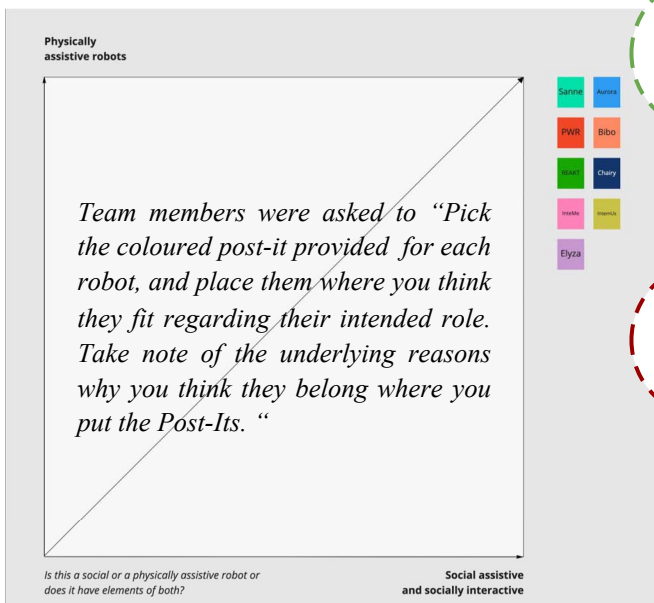 Physically
assistive robots
Sanne Aurora
PWR Bibo
REAKT Chairy
IntoMe InternUs
Elyza
Team members were asked to “Pick
the coloured post-it provided for each
robot, and place them where you think
they fit regarding their intended role.
Take note of the underlying reasons
why you think they belong where you
put the Post-Its. “
Is this a social or a physically assistive robot or
does it have elements of both?
Social assistive
and socially interactive